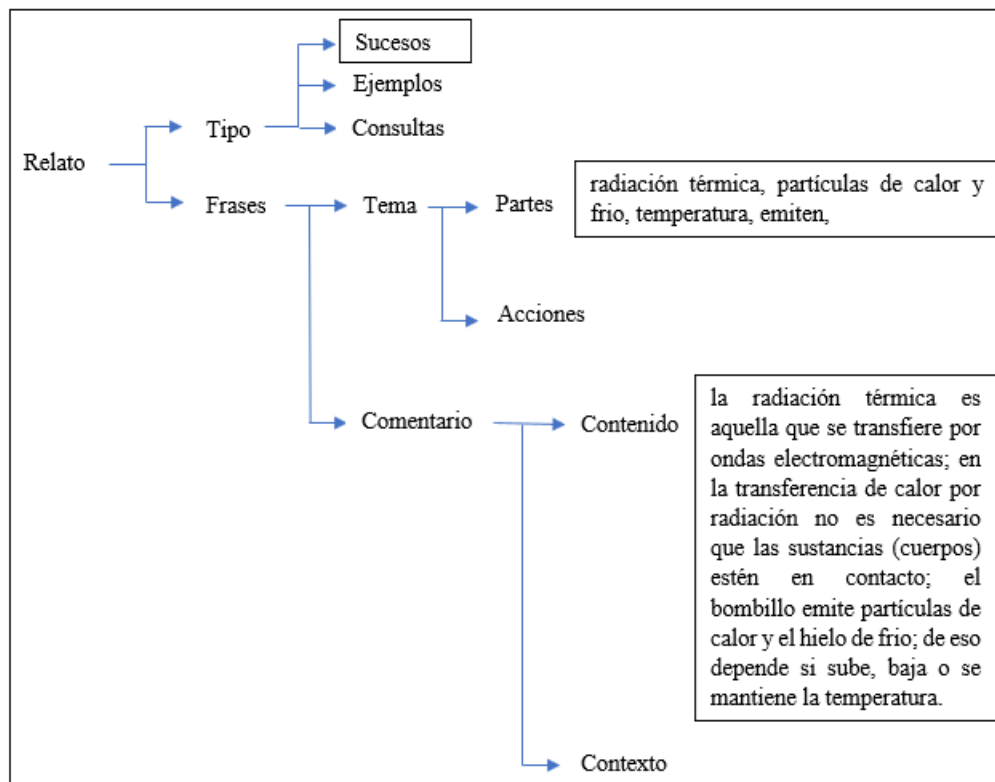 Sucesos
Ejemplos
Tipo
Consultas
Relato
radiación térmica, partículas de calor y
frio, temperatura, emiten,
Frases
Tema
Partes
Acciones
la radiación térmica es
aquella que se transfiere por
ondas electromagnéticas; en
la transferencia de calor por
radiación no es necesario
que las sustancias (cuerpos)
estén en contacto; el
bombillo emite partículas de
calor y el hielo de frio; de eso
depende si sube, baja o se
mantiene la temperatura.
Comentario
Contenido
Contexto